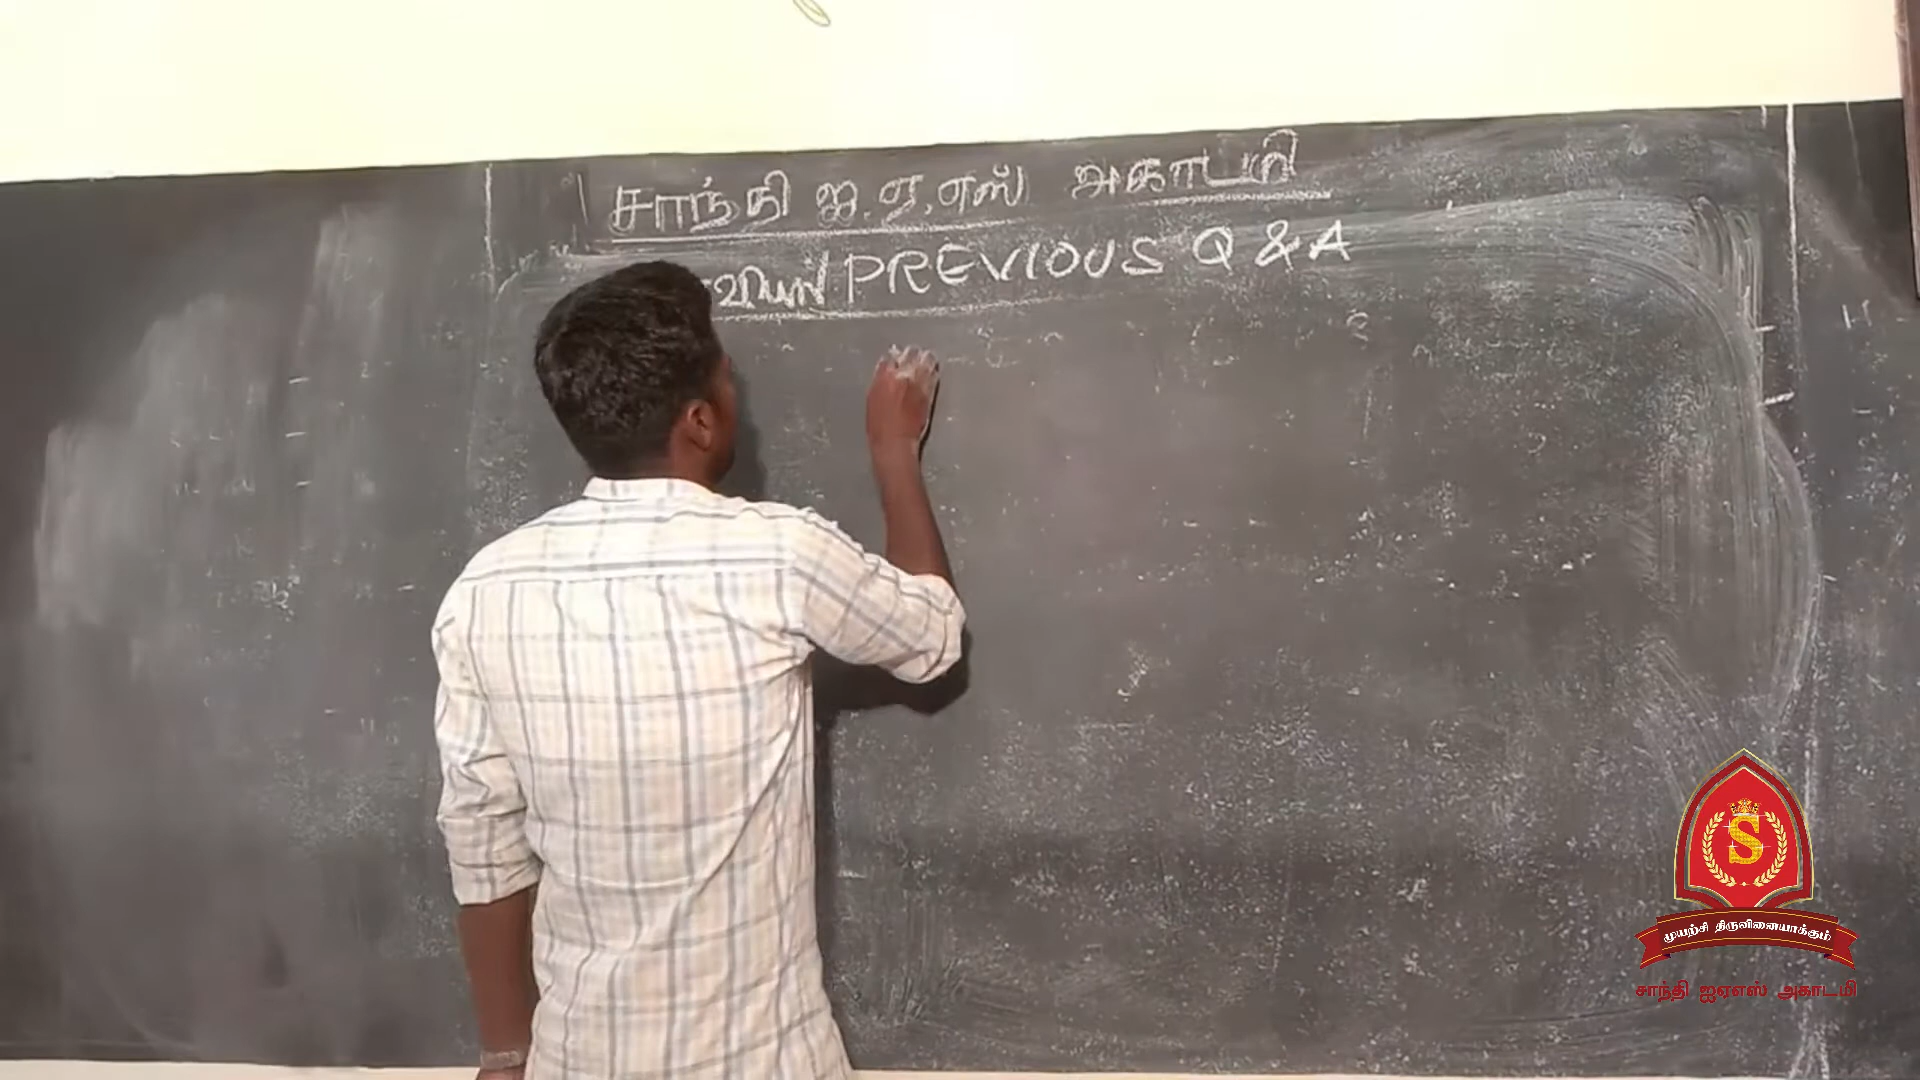 சாந்தி ஐ.ஏ.எஸ் அகாடமி
PREVIOUS Q & A
முயற்சி திருவினையாக்கும்
சாந்தி ஐஏஎஸ் அகாடமி